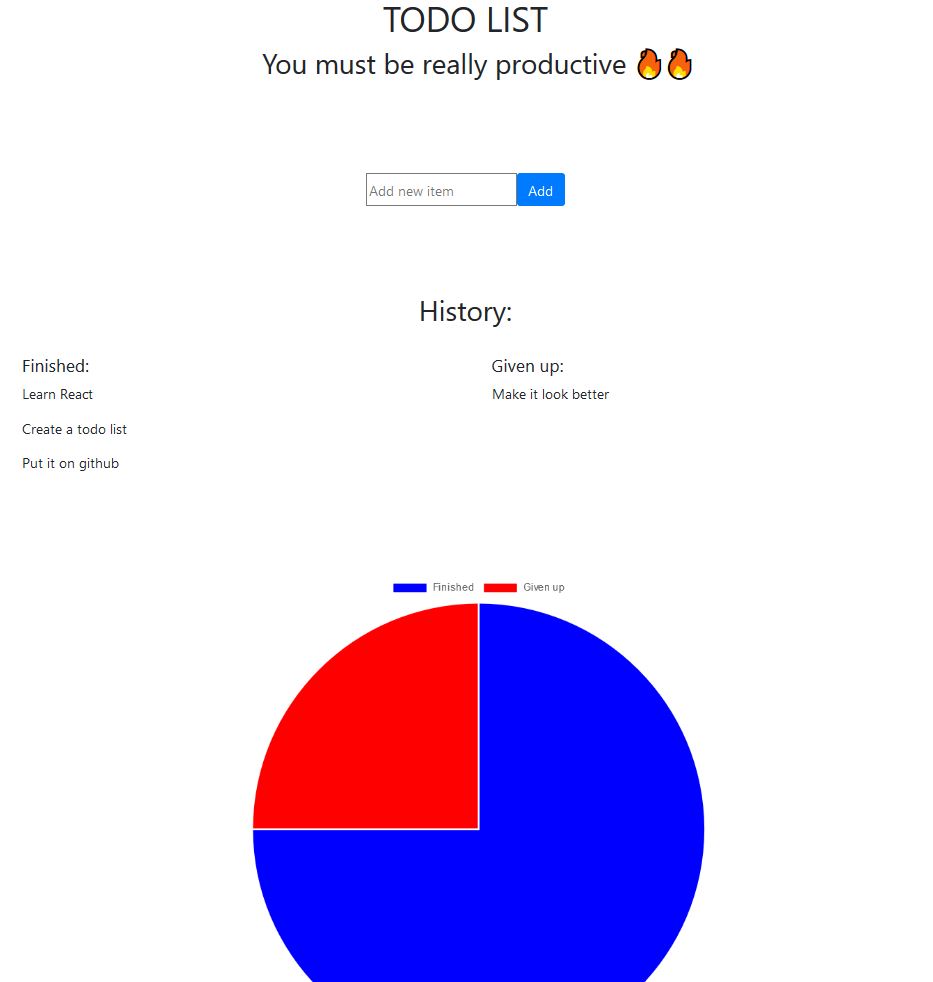 TODO LIST
You must be really productive 🔥🔥
Add new item
Add
History:
Finished:
Learn React
Create a todo list
Put it on github
Given up:
Make it look better
Finished
Given up